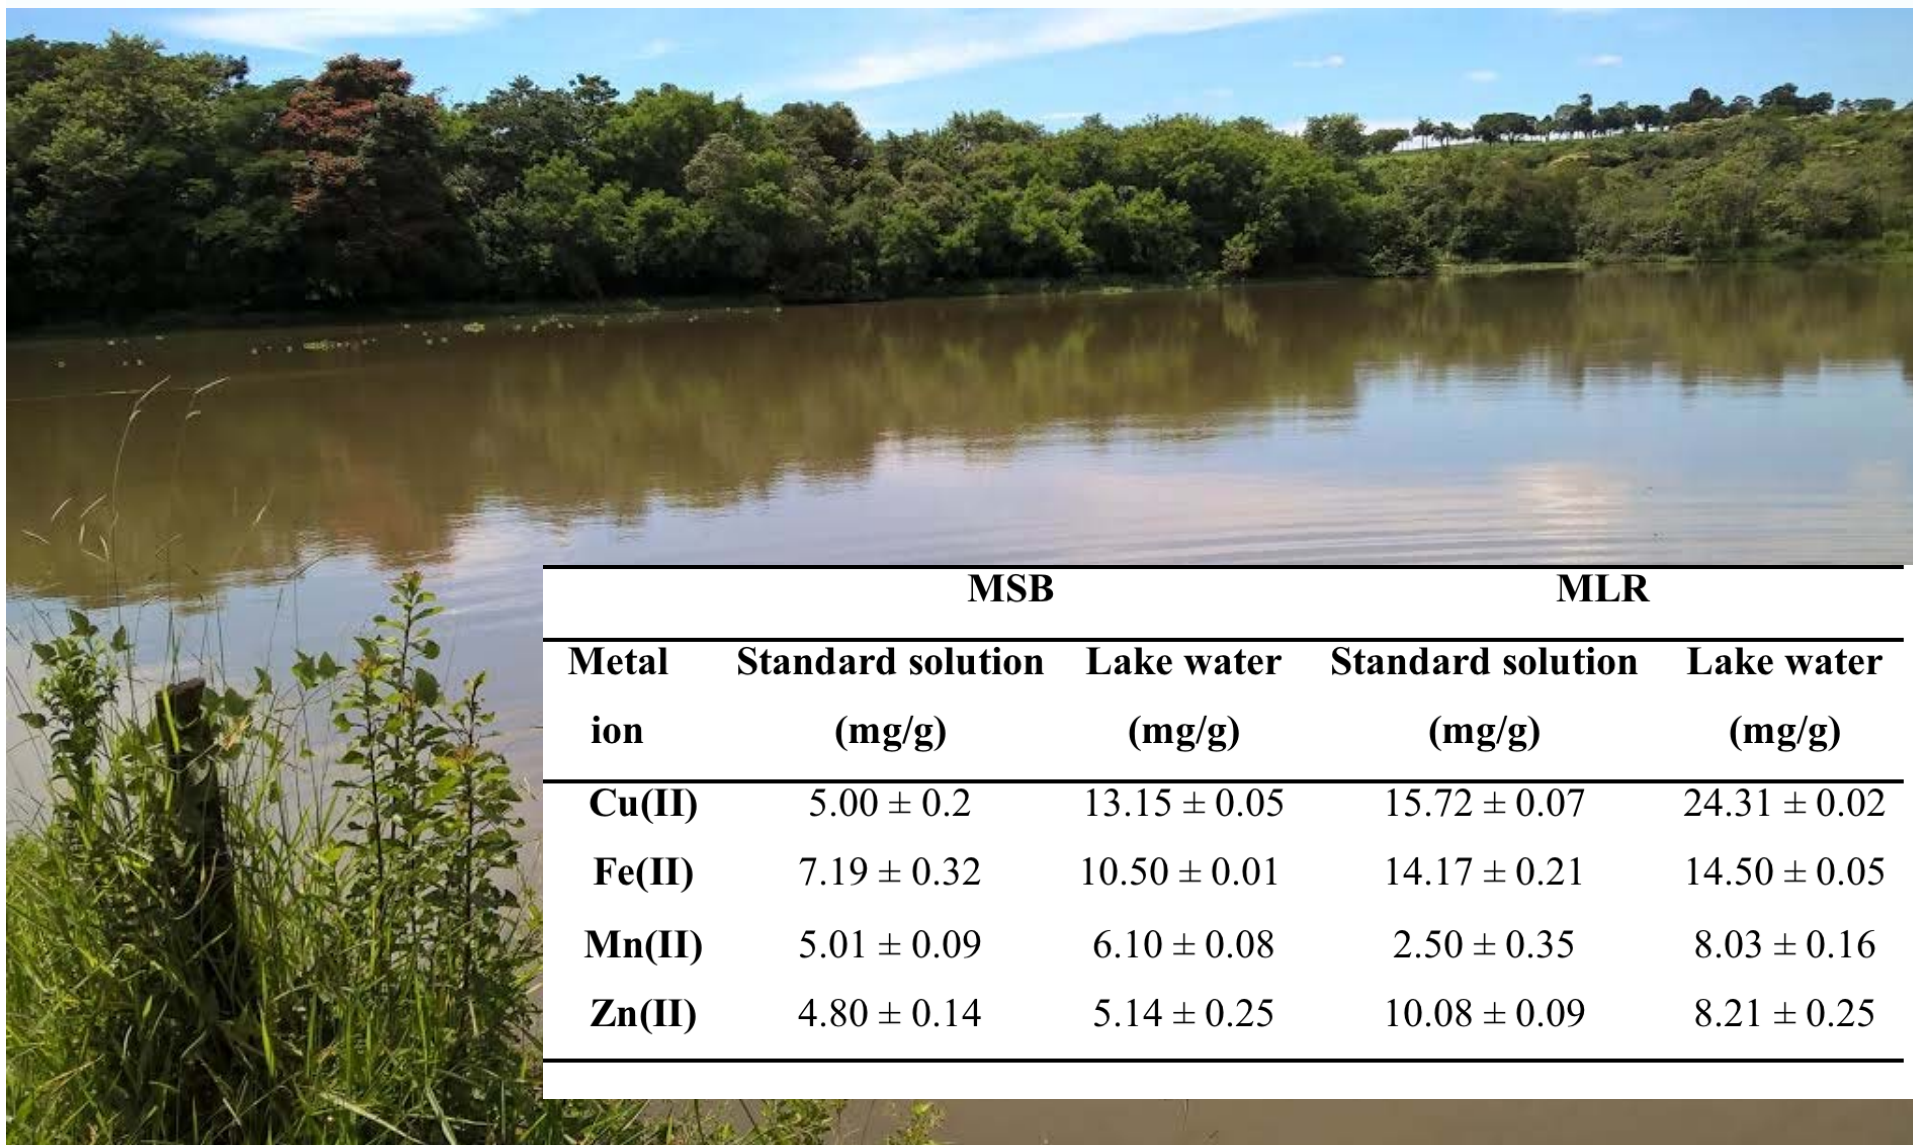 MSB MLR
Metal Standard solution Lake water Standard solution Lake water
ion (mg/g) (mg/g) (mg/g) (mg/g)
Cu(II) 5.00 ± 0.2 13.15 ± 0.05 15.72 ± 0.07 24.31 ± 0.02
Fe(II) 7.19 ± 0.32 10.50 ± 0.01 14.17 ± 0.21 14.50 ± 0.05
Mn(II) 5.01 ± 0.09 6.10 ± 0.08 2.50 ± 0.35 8.03 ± 0.16
Zn(II) 4.80 ± 0.14 5.14 ± 0.25 10.08 ± 0.09 8.21 ± 0.25